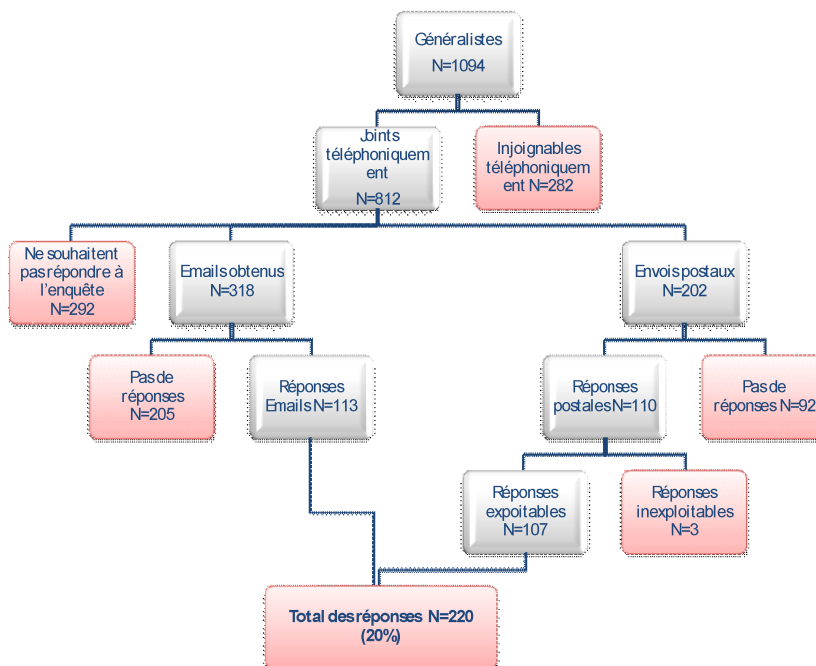 Généralistes
N=1094
Joints
téléphoniquem
ent
N=812
Injoignables
téléphoniquem
ent N=282
Ne souhaitent
pas répondre à
l'enquête
N=292
Emails obtenus
N=318
Envois postaux
N=202
Pas de
réponses
N=205
Réponses
Emails N=113
Réponses
postales N=110
Pas de
réponses N=92
Réponses
expoitables
N=107
Réponses
inexploitables
N=3
Total des réponses N=220
(20%)